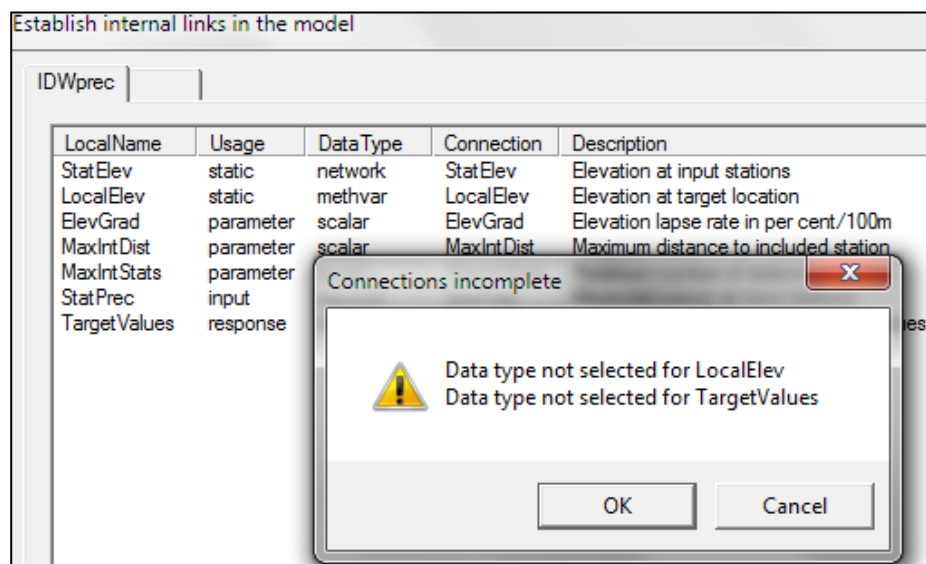 Establish internal links in the model
IDWprec
LocalName Usage DataType Connection Description
StatElev static network StatElev Elevation at input stations
LocalElev static methvar LocalElev Elevation at target location
ElevGrad parameter scalar ElevGrad Elevation lapse rate in per cent/100m
MaxIntDist parameter scalar MaxIntDist Maximum distance to included station
MaxIntStats parameter
StatPrec input
TargetValues response
Connections incomplete
Data type not selected for LocalElev
Data type not selected for TargetValues
OK Cancel